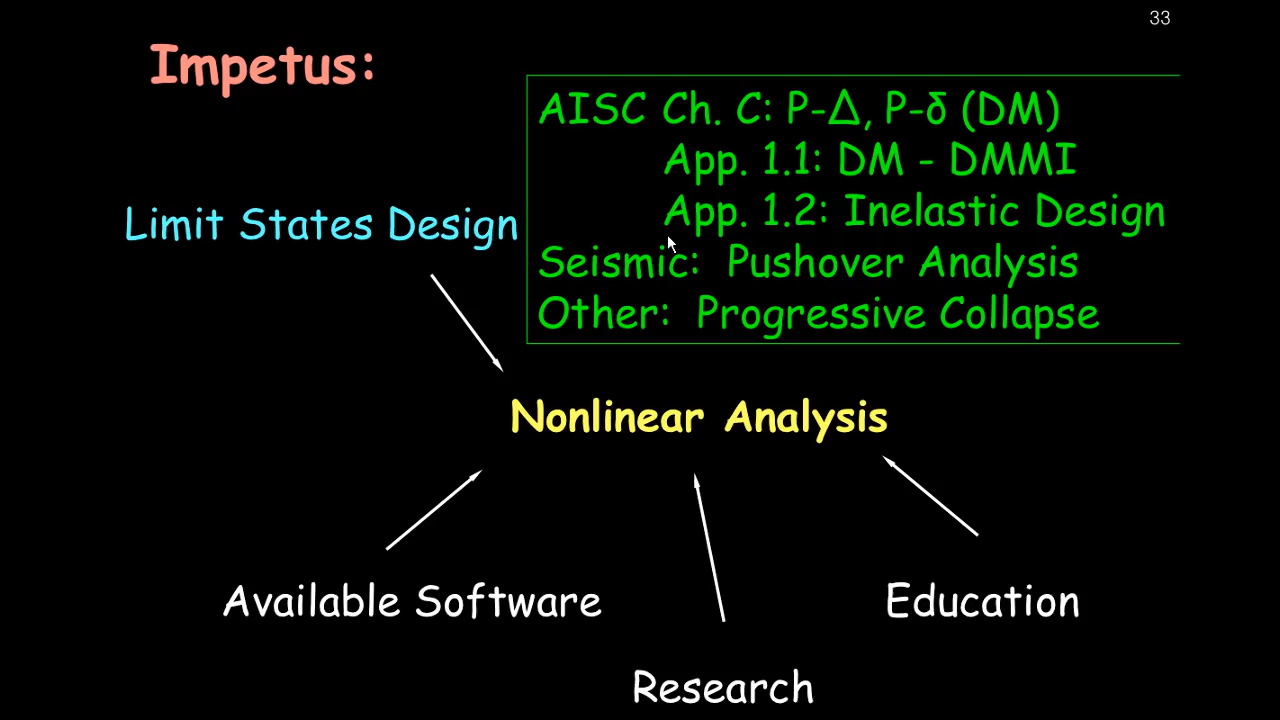 33
Impetus:
AISC Ch. C: P-Δ, P-δ (DM)
App. 1.1: DM - DMMI
App. 1.2: Inelastic Design
Seismic: Pushover Analysis
Other: Progressive Collapse
Limit States Design
Nonlinear Analysis
Available Software
Education
Research